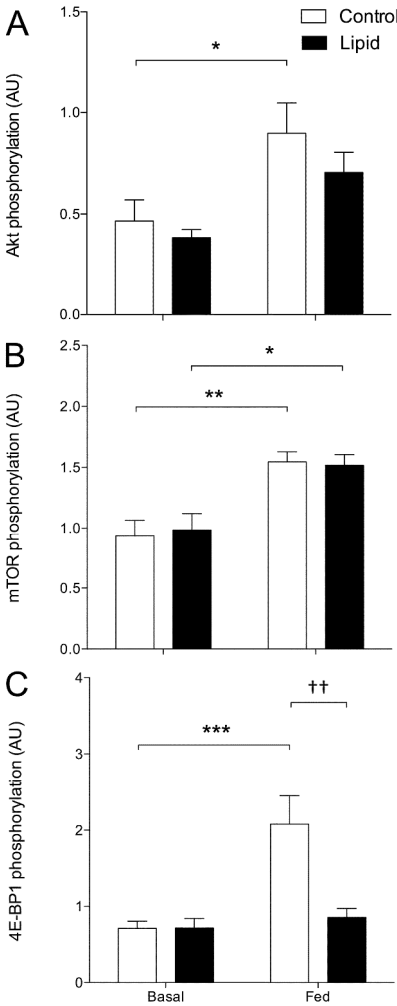 A
Control
Lipid
Akt phosphorylation (AU)
1.5
1.0
0.5
0.0
*
B
mTOR phosphorylation (AU)
2.5
2.0
1.5
1.0
0.5
0.0
*
**
C
4E-BP1 phosphorylation (AU)
4
3
2
1
0
††
***
Basal
Fed